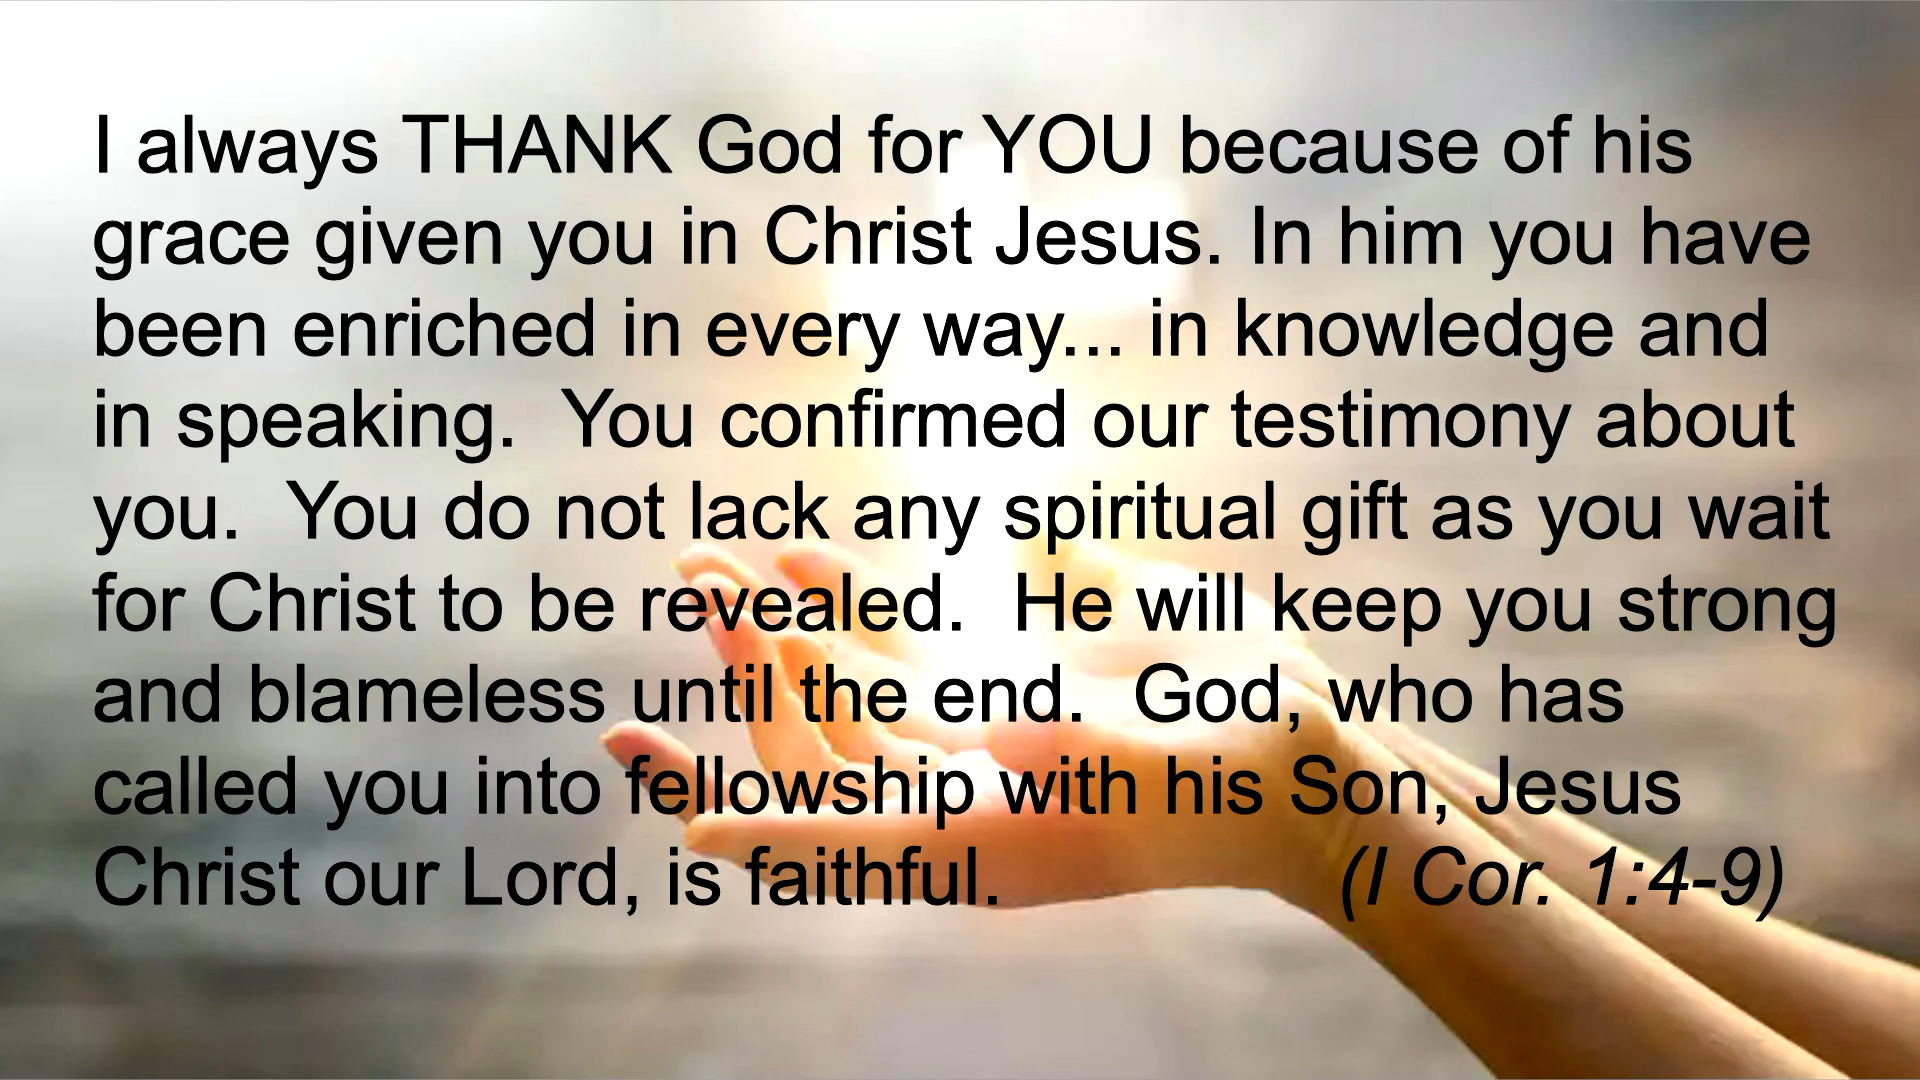 I always THANK God for YOU because of his
grace given you in Christ Jesus. In him you have
been enriched in every way... in knowledge and
in speaking.  You confirmed our testimony about
you.  You do not lack any spiritual gift as you wait
for Christ to be revealed.  He will keep you strong
and blameless until the end.  God, who has
called you into fellowship with his Son, Jesus
Christ our Lord, is faithful. (I Cor. 1:4-9)